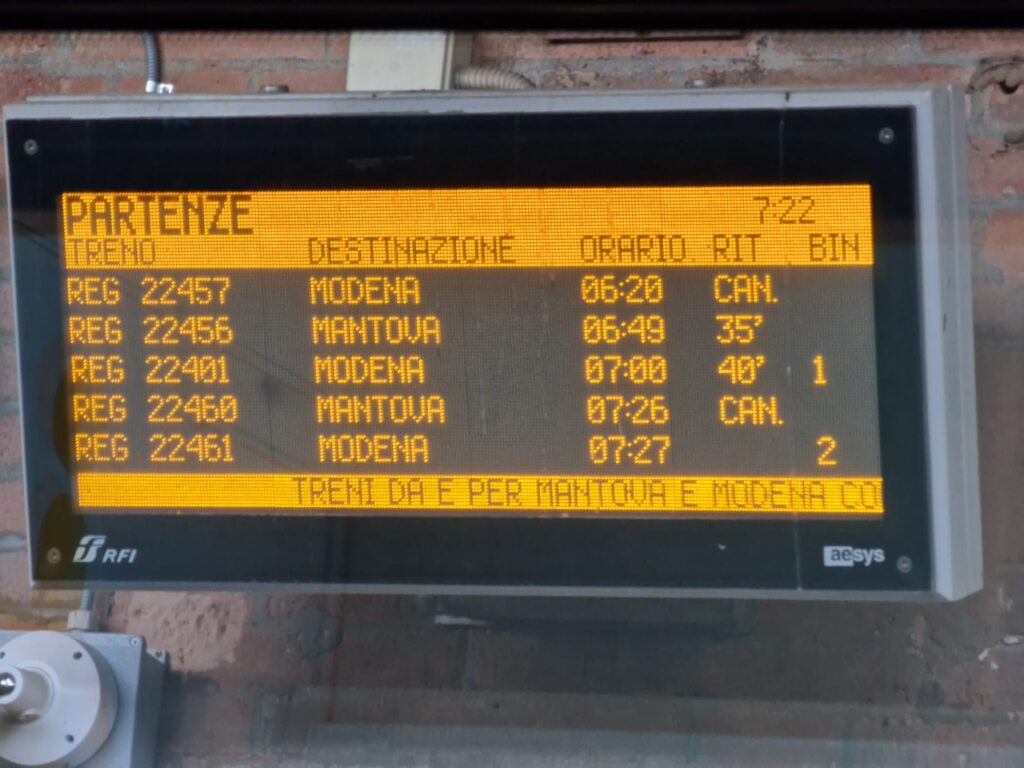 PARTENZE 7:22
TRENO DESTINAZIONE ORARIO RIT BIN
REG 22457 MODENA 06:20 CAN.
REG 22456 MANTOVA 06:49 35'
REG 22401 MODENA 07:00 40' 1
REG 22460 MANTOVA 07:26 CAN.
REG 22461 MODENA 07:27 2
TRENI DA E PER MANTOVA E MODENA CO
RFI aesys